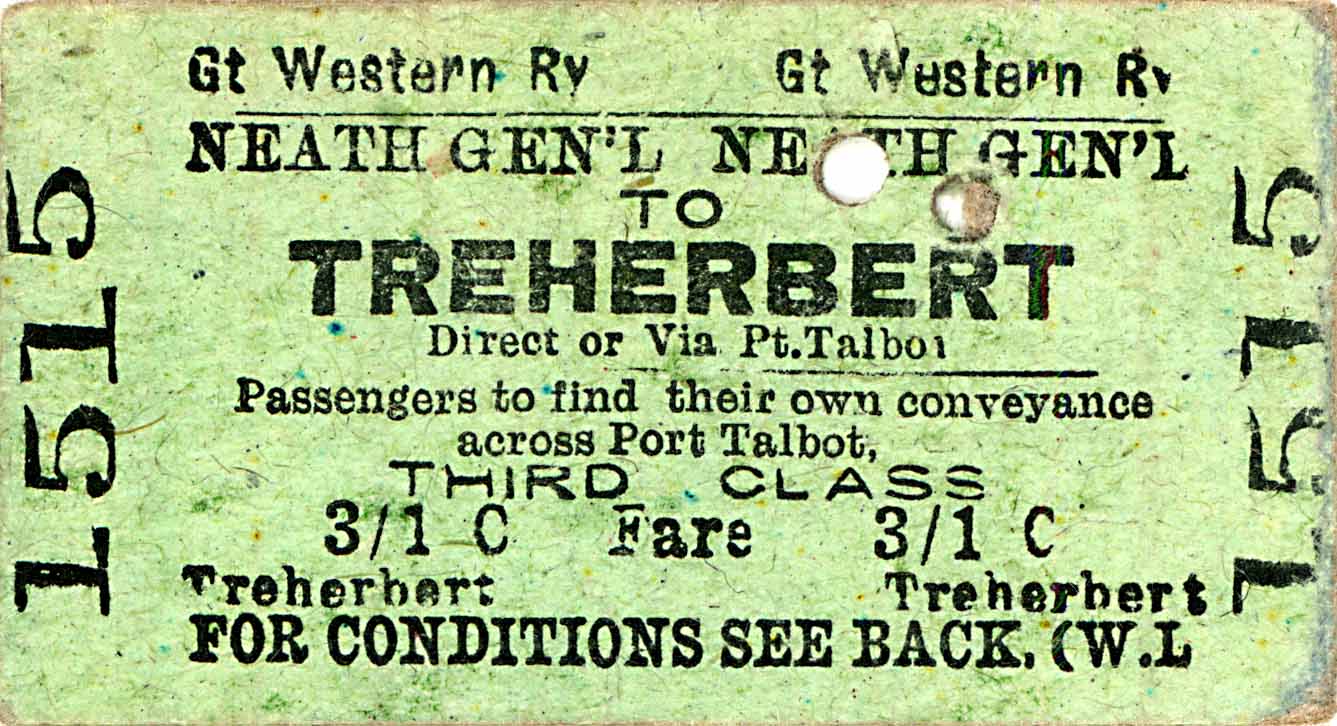 Gt Western Ry Gt Western Ry
NEATH GEN'L NEATH GEN'L
TO
TREHERBERT
Direct or Via Pt.Talbot
Passengers to find their own conveyance
across Port Talbot,
THIRD CLASS
3/1 C Fare 3/1 C
Treherbert Treherbert
FOR CONDITIONS SEE BACK. (W.L
1515
1515